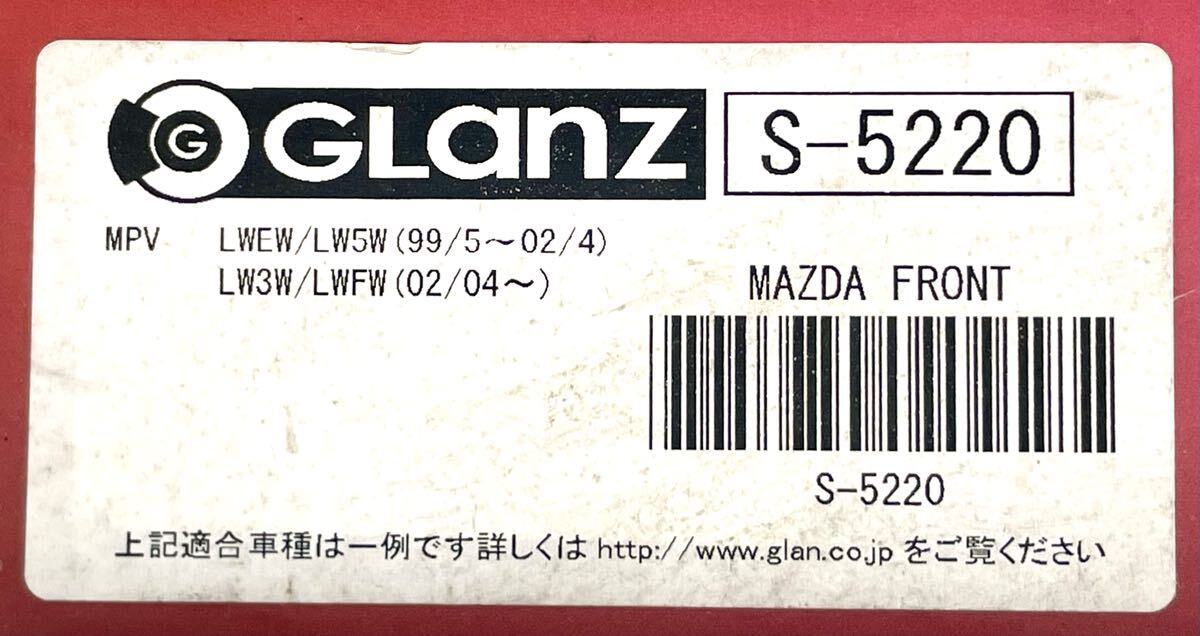 G GLanz S-5220
MPV LWEW/LW5W(99/5～02/4)
LW3W/LWFW(02/04～)
MAZDA FRONT
S-5220
上記適合車種は一例です詳しくは http://www.glan.co.jp をご覧ください